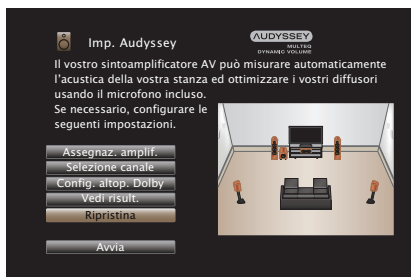 Imp. Audyssey
AUDYSSEY
MULTEQ
DYNAMIC VOLUME
Il vostro sintoamplificatore AV può misurare automaticamente
l'acustica della vostra stanza ed ottimizzare i vostri diffusori
usando il microfono incluso.
Se necessario, configurare le
seguenti impostazioni.
Assegnaz. amplif.
Selezione canale
Config. altop. Dolby
Vedi risult.
Ripristina
Avvia